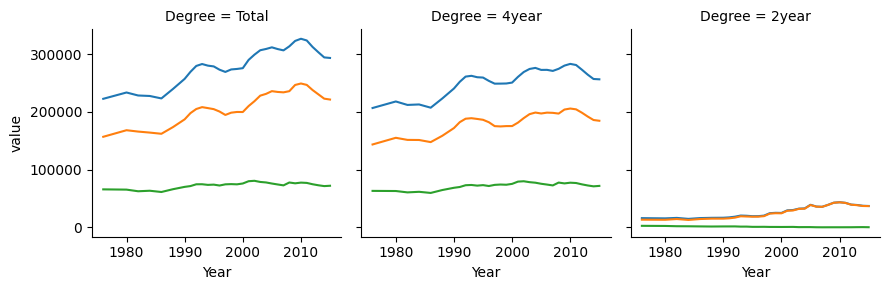 Degree = Total
Degree = 4year
Degree = 2year
value
300000
200000
100000
0
1980
1990
2000
2010
1980
1990
2000
2010
1980
1990
2000
2010
Year
Year
Year